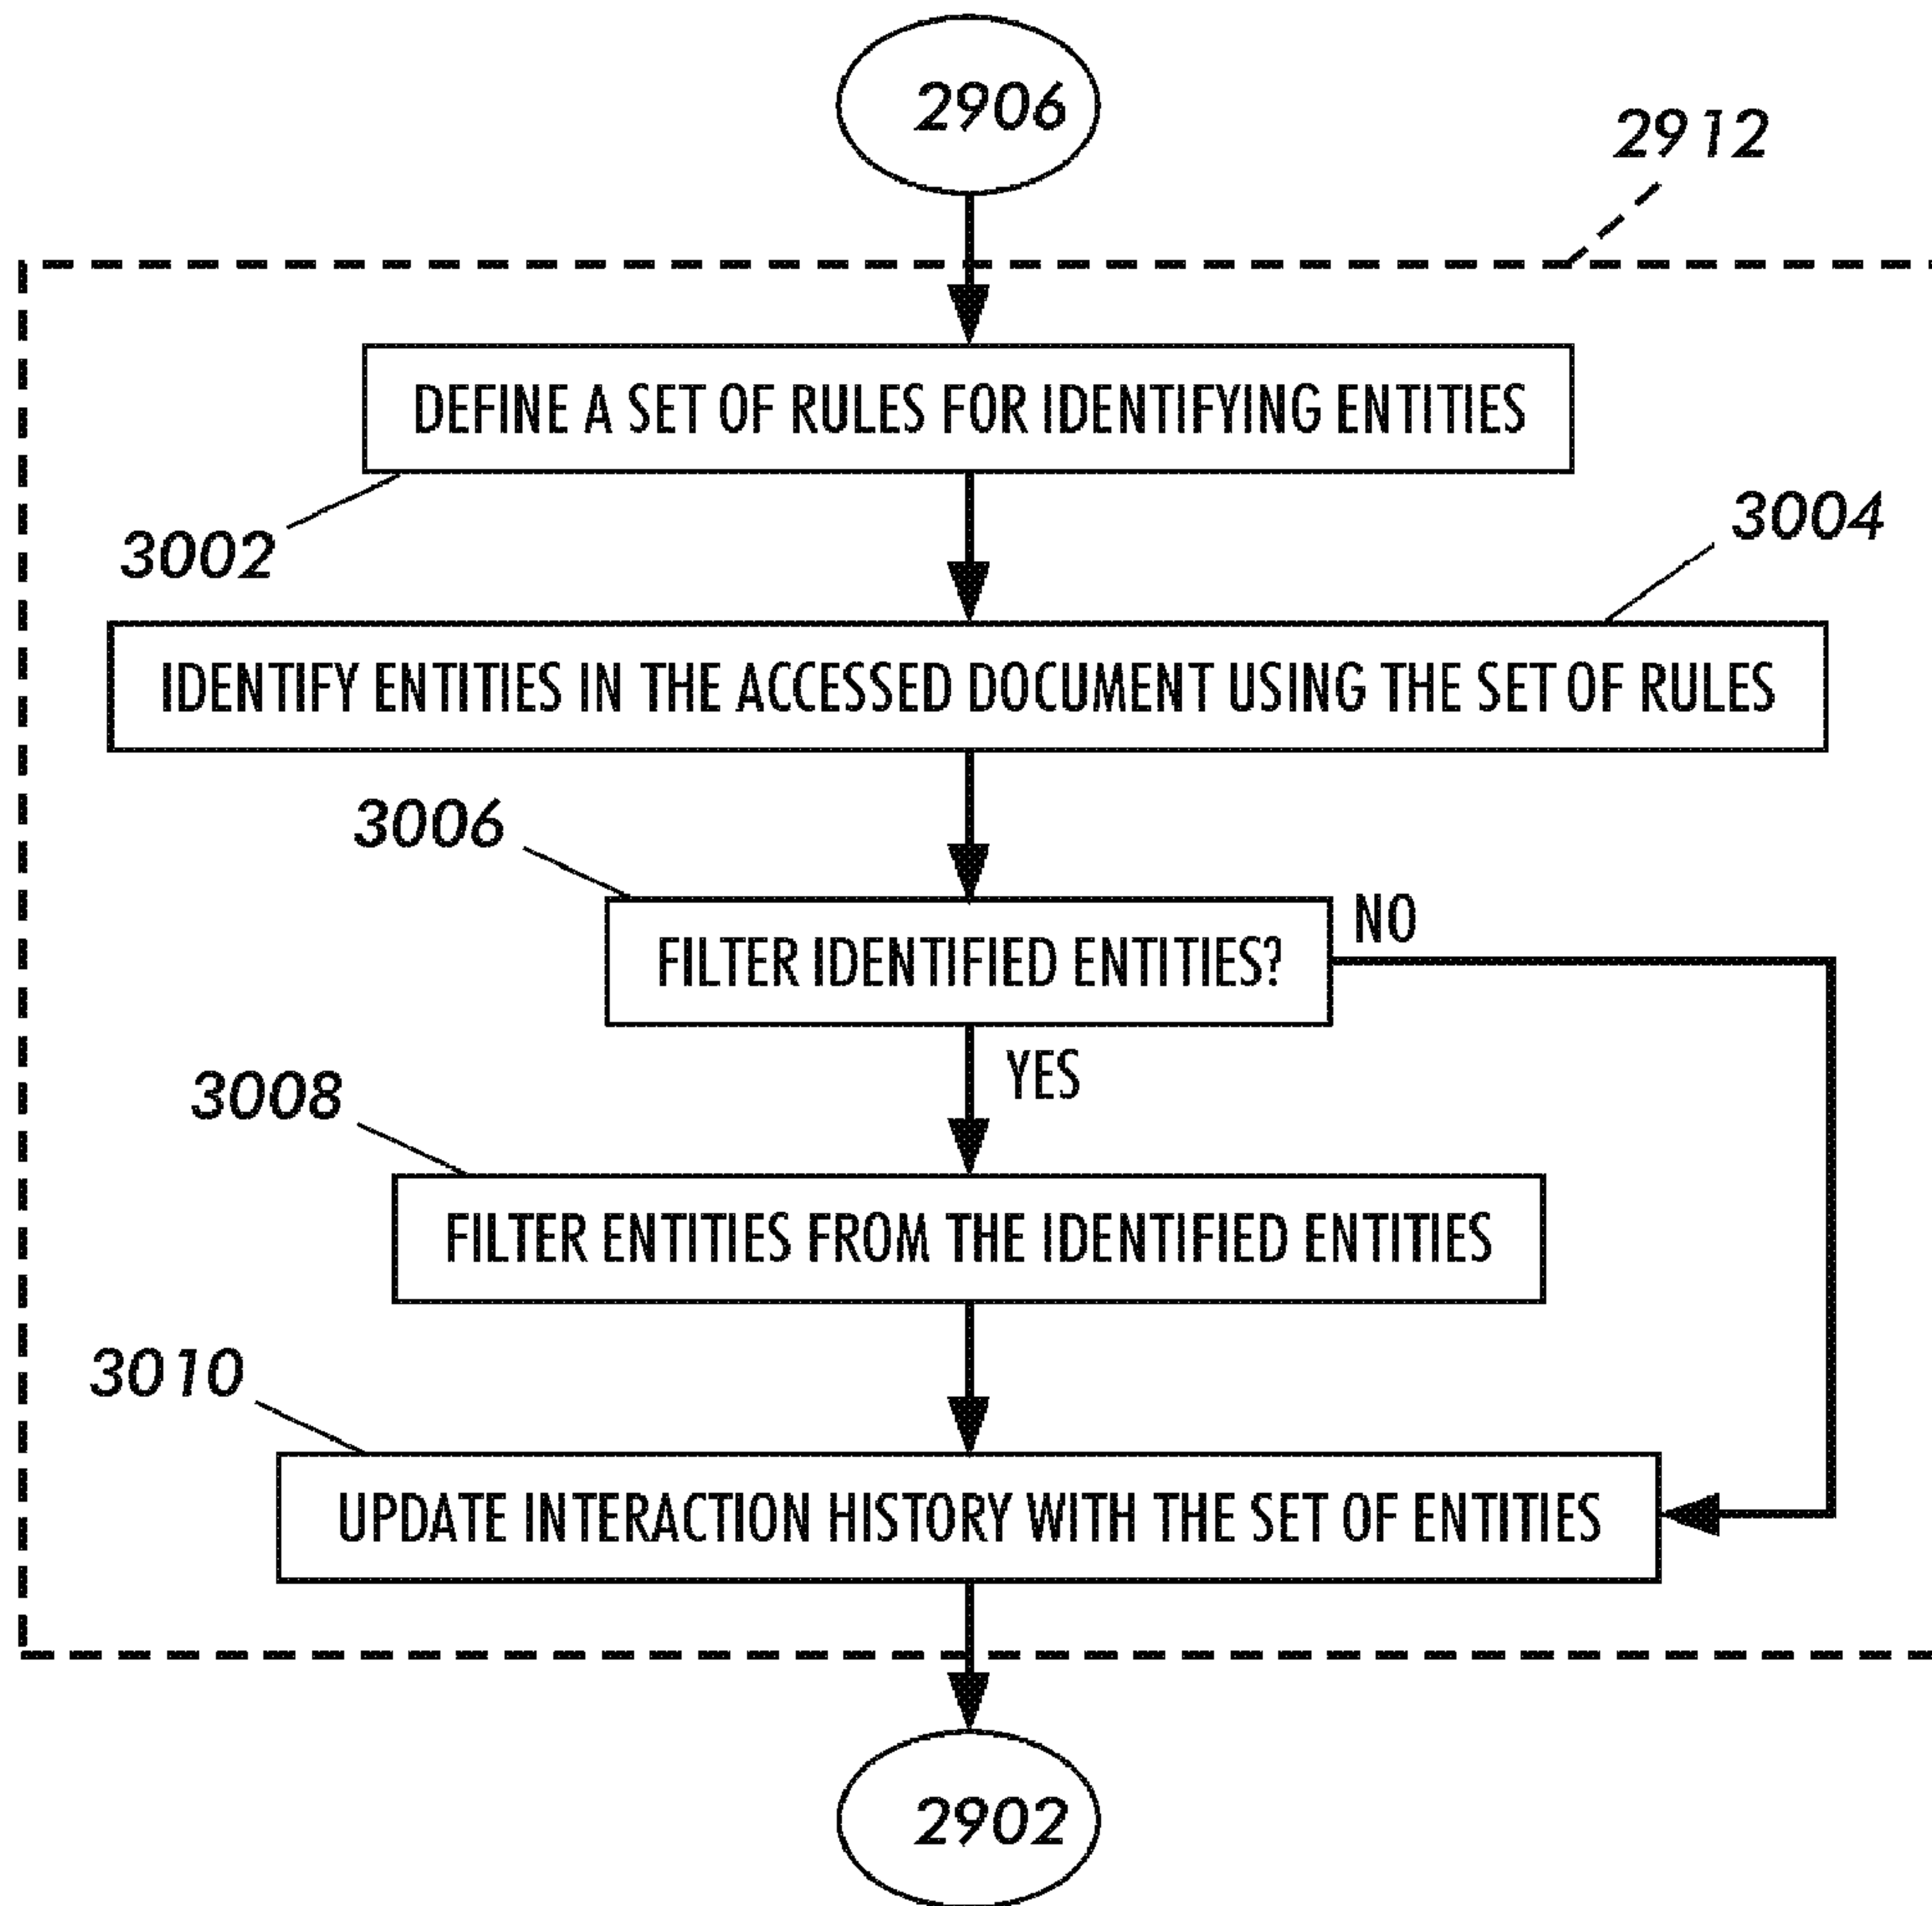 2906
2912
DEFINE A SET OF RULES FOR IDENTIFYING ENTITIES
3002
3004
IDENTIFY ENTITIES IN THE ACCESSED DOCUMENT USING THE SET OF RULES
3006
NO
FILTER IDENTIFIED ENTITIES?
YES
3008
FILTER ENTITIES FROM THE IDENTIFIED ENTITIES
3010
UPDATE INTERACTION HISTORY WITH THE SET OF ENTITIES
2902